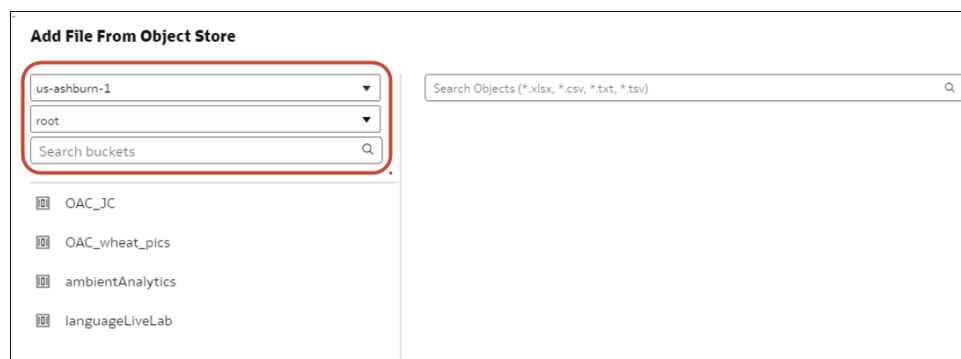 Add File From Object Store
us-ashburn-1
root
Search buckets
OAC_JC
OAC_wheat_pics
ambientAnalytics
languageLiveLab
Search Objects (*.xlsx, *.csv, *.txt, *.tsv)